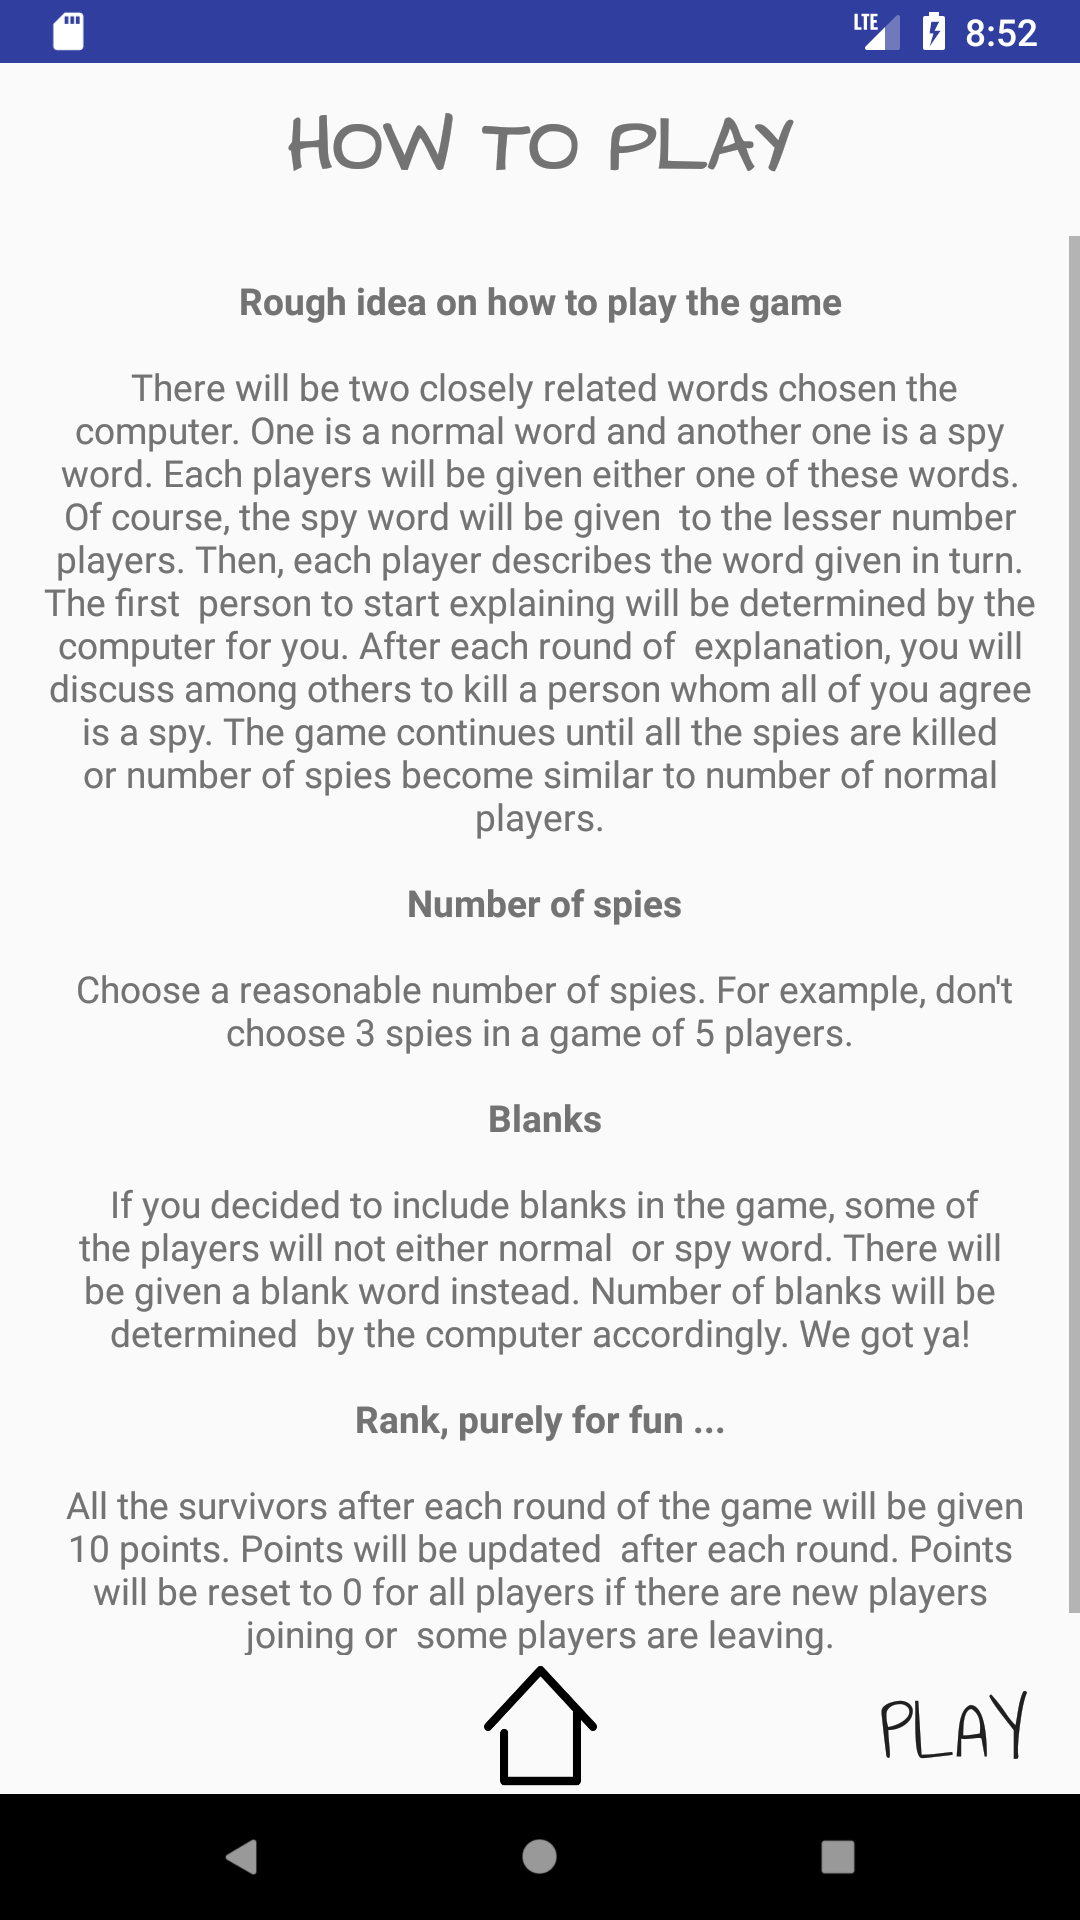 LTE 8:52
HOW TO PLAY
Rough idea on how to play the game
There will be two closely related words chosen the
computer. One is a normal word and another one is a spy
word. Each players will be given either one of these words.
Of course, the spy word will be given  to the lesser number
players. Then, each player describes the word given in turn.
The first  person to start explaining will be determined by the
computer for you. After each round of  explanation, you will
discuss among others to kill a person whom all of you agree
is a spy. The game continues until all the spies are killed
or number of spies become similar to number of normal
players.
Number of spies
Choose a reasonable number of spies. For example, don't
choose 3 spies in a game of 5 players.
Blanks
If you decided to include blanks in the game, some of
the players will not either normal  or spy word. There will
be given a blank word instead. Number of blanks will be
determined  by the computer accordingly. We got ya!
Rank, purely for fun ...
All the survivors after each round of the game will be given
10 points. Points will be updated  after each round. Points
will be reset to 0 for all players if there are new players
joining or  some players are leaving.
PLAY